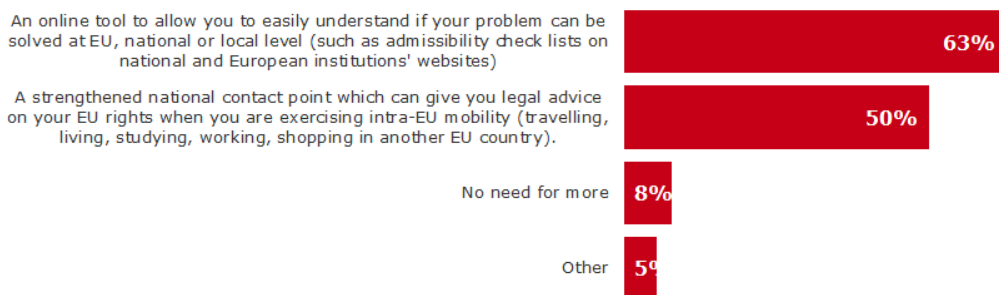 An online tool to allow you to easily understand if your problem can be
solved at EU, national or local level (such as admissibility check lists on
national and European institutions' websites)
63%
A strengthened national contact point which can give you legal advice
on your EU rights when you are exercising intra-EU mobility (travelling,
living, studying, working, shopping in another EU country).
50%
No need for more
8%
Other
5%